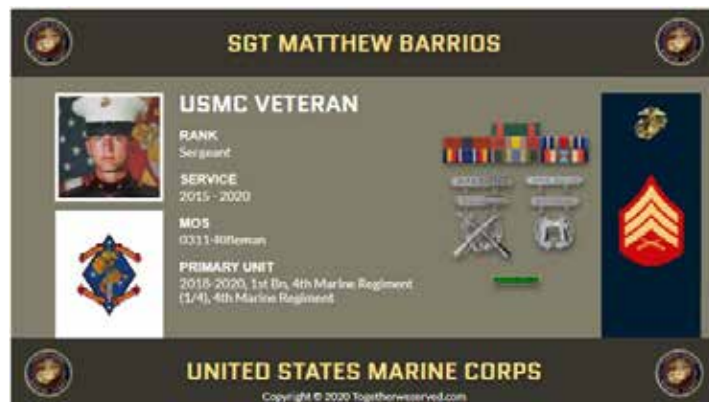 SGT MATTHEW BARRIOS
USMC VETERAN
RANK
Sergeant
SERVICE
2015 - 2020
MOS
0311-Rifleman
PRIMARY UNIT
2018-2020, 1st Bn, 4th Marine Regiment
(1/4), 4th Marine Regiment
UNITED STATES MARINE CORPS
Copyright © 2020 Togetherweserved.com